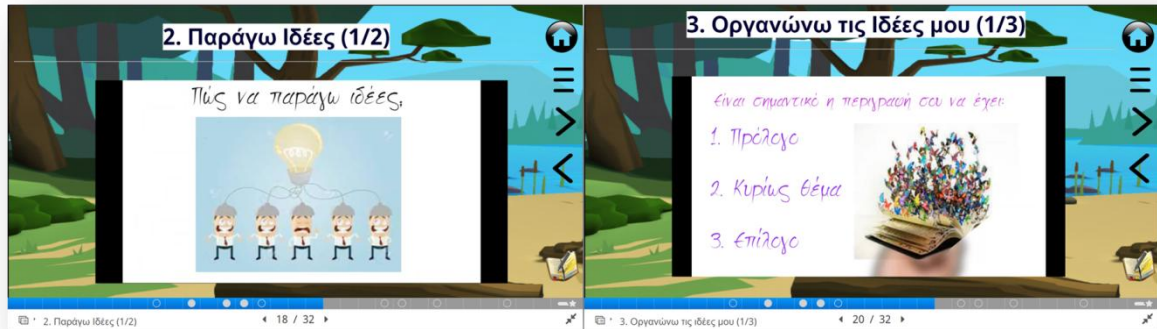 2. Παράγω Ιδέες (1/2)
Πώς να παράγω ιδέες;
2. Παράγω Ιδέες (1/2)
18 / 32
3. Οργανώνω τις Ιδέες μου (1/3)
Είναι σημαντικό η περιγραφή σου να έχει:
1. Πρόλογο
2. Κυρίως θέμα
3. Επίλογο
3. Οργανώνω τις ιδέες μου (1/3)
20 / 32